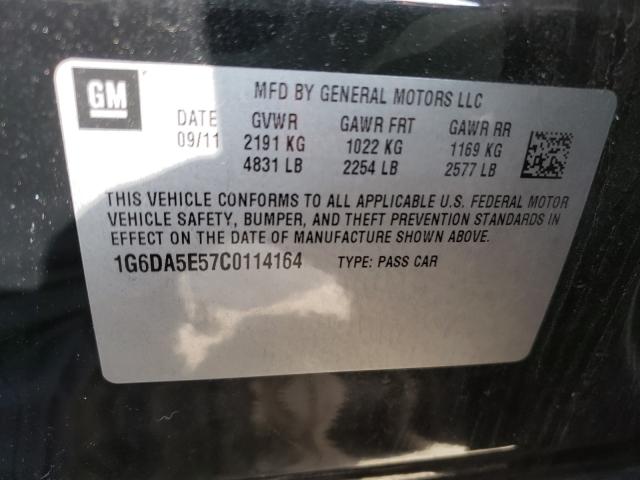 GM
MFD BY GENERAL MOTORS LLC
DATE GVWR GAWR FRT GAWR RR
09/11 2191 KG 1022 KG 1169 KG
4831 LB 2254 LB 2577 LB
THIS VEHICLE CONFORMS TO ALL APPLICABLE U.S. FEDERAL MOTOR
VEHICLE SAFETY, BUMPER, AND THEFT PREVENTION STANDARDS IN
EFFECT ON THE DATE OF MANUFACTURE SHOWN ABOVE.
1G6DA5E57C0114164 TYPE: PASS CAR